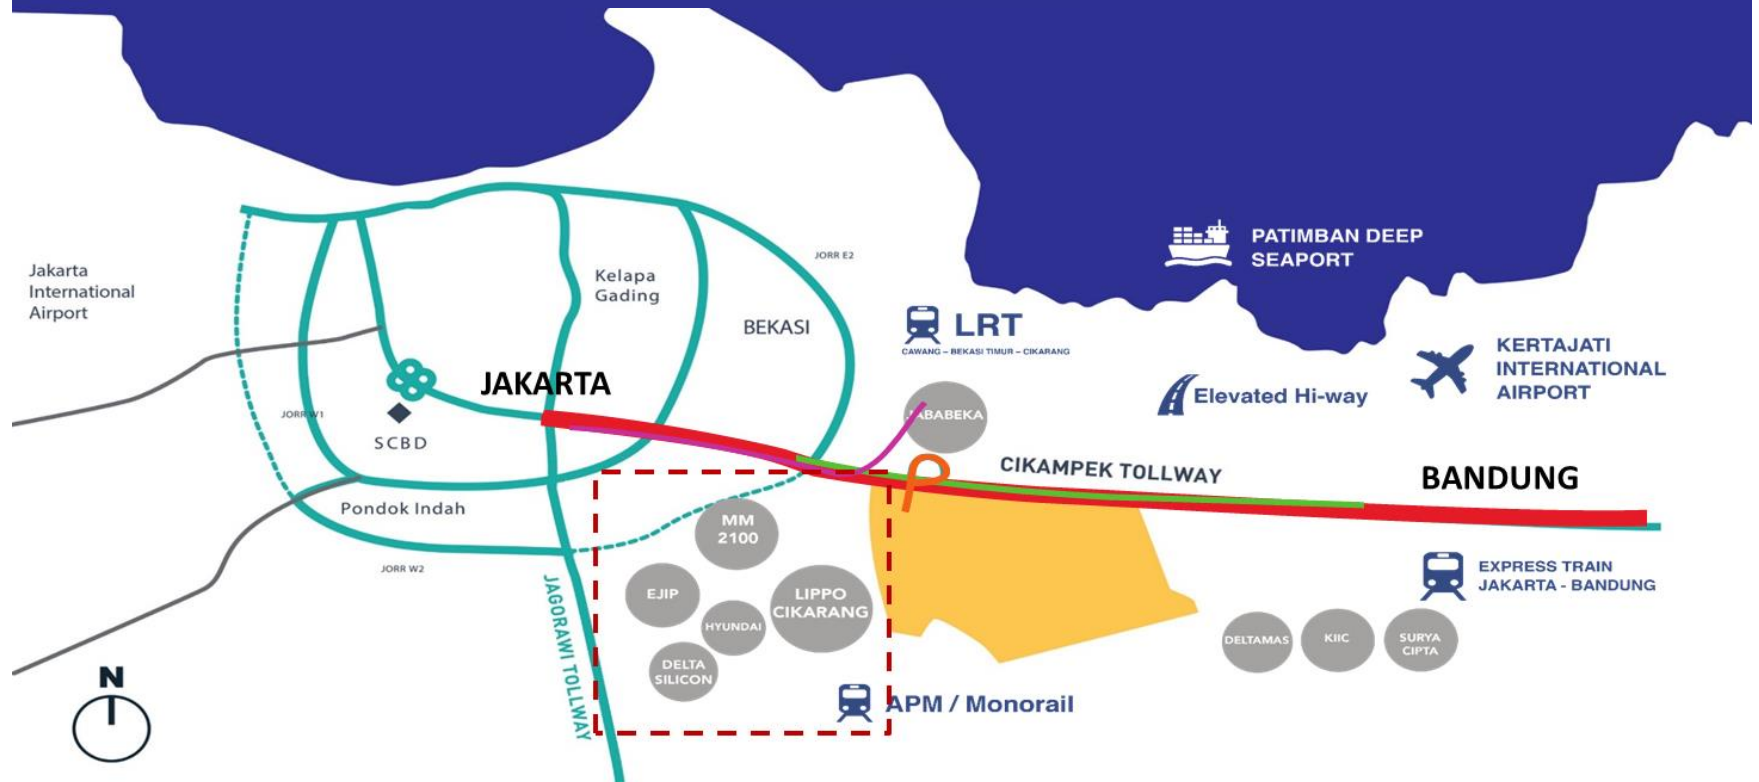 PATIMBAN DEEP
SEAPORT
JORR E2
Jakarta
International
Airport
Kelapa
Gading
BEKASI
LRT
CAWANG – BEKASI TIMUR – CIKARANG
KERTAJATI
INTERNATIONAL
AIRPORT
JAKARTA
Elevated Hi-way
JORR W1
SCBD
JABABEKA
CIKAMPEK TOLLWAY
BANDUNG
Pondok Indah
MM
2100
JORR W2
EXPRESS TRAIN
JAKARTA - BANDUNG
JAGORAWI TOLLWAY
EJIP
LIPPO
CIKARANG
HYUNDAI
DELTA
SILICON
DELTAMAS
KIIC
SURYA
CIPTA
N
APM / Monorail